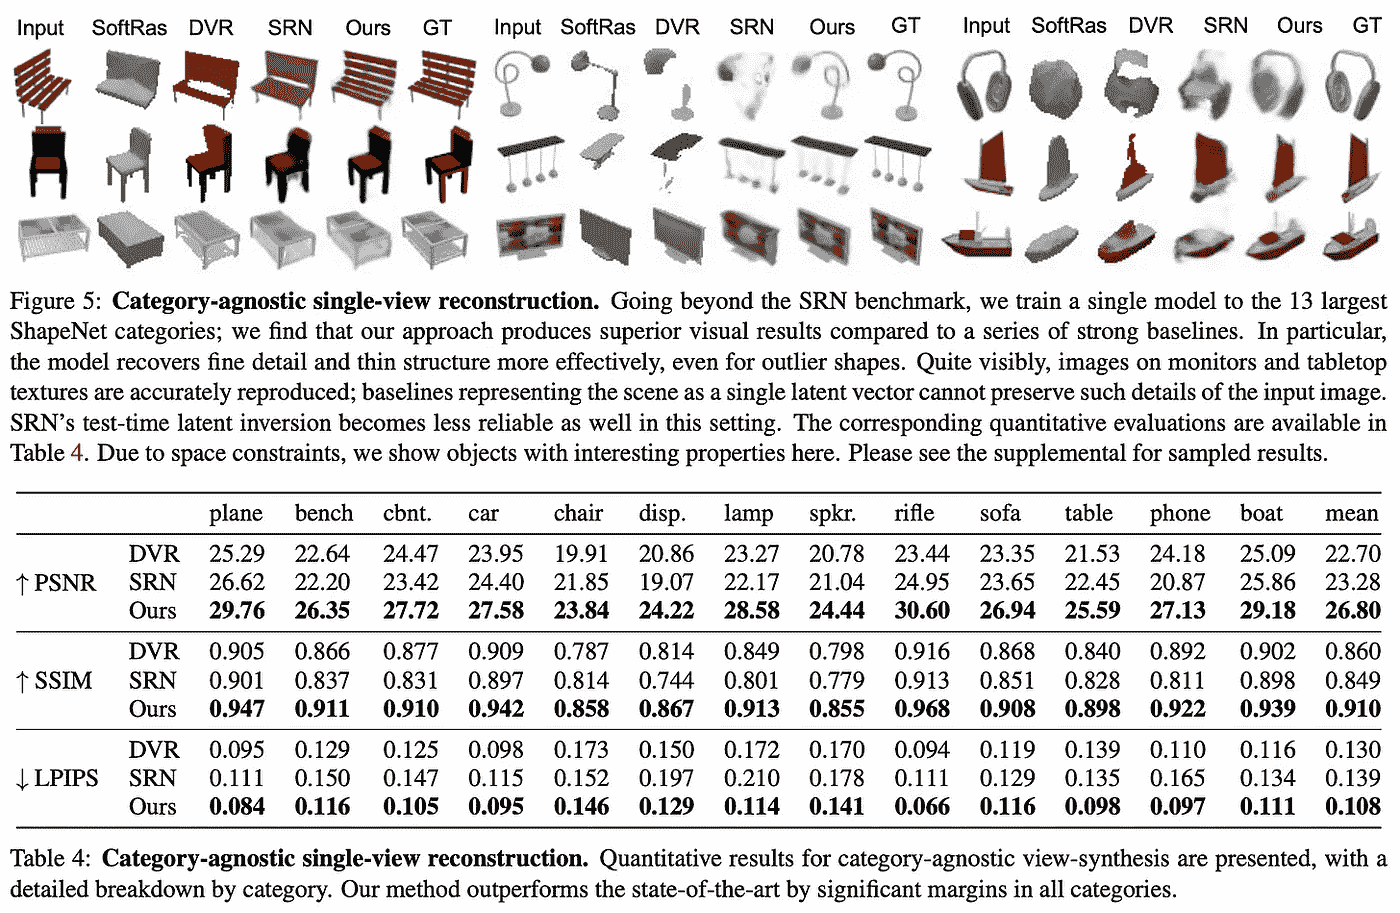 Input SoftRas DVR SRN Ours GT Input SoftRas DVR SRN Ours GT Input SoftRas DVR SRN Ours GT
Figure 5: Category-agnostic single-view reconstruction. Going beyond the SRN benchmark, we train a single model to the 13 largest
ShapeNet categories; we find that our approach produces superior visual results compared to a series of strong baselines. In particular,
the model recovers fine detail and thin structure more effectively, even for outlier shapes. Quite visibly, images on monitors and tabletop
textures are accurately reproduced; baselines representing the scene as a single latent vector cannot preserve such details of the input image.
SRN's test-time latent inversion becomes less reliable as well in this setting. The corresponding quantitative evaluations are available in
Table 4. Due to space constraints, we show objects with interesting properties here. Please see the supplemental for sampled results.
plane bench cbnt. car chair disp. lamp spkr. rifle sofa table phone boat mean
DVR 25.29 22.64 24.47 23.95 19.91 20.86 23.27 20.78 23.44 23.35 21.53 24.18 25.09 22.70
↑ PSNR SRN 26.62 22.20 23.42 24.40 21.85 19.07 22.17 21.04 24.95 23.65 22.45 20.87 25.86 23.28
Ours 29.76 26.35 27.72 27.58 23.84 24.22 28.58 24.44 30.60 26.94 25.59 27.13 29.18 26.80
DVR 0.905 0.866 0.877 0.909 0.787 0.814 0.849 0.798 0.916 0.868 0.840 0.892 0.902 0.860
↑ SSIM SRN 0.901 0.837 0.831 0.897 0.814 0.744 0.801 0.779 0.913 0.851 0.828 0.811 0.898 0.849
Ours 0.947 0.911 0.910 0.942 0.858 0.867 0.913 0.855 0.968 0.908 0.898 0.922 0.939 0.910
DVR 0.095 0.129 0.125 0.098 0.173 0.150 0.172 0.170 0.094 0.119 0.139 0.110 0.116 0.130
↓ LPIPS SRN 0.111 0.150 0.147 0.115 0.152 0.197 0.210 0.178 0.111 0.129 0.135 0.165 0.134 0.139
Ours 0.084 0.116 0.105 0.095 0.146 0.129 0.114 0.141 0.066 0.116 0.098 0.097 0.111 0.108
Table 4: Category-agnostic single-view reconstruction. Quantitative results for category-agnostic view-synthesis are presented, with a
detailed breakdown by category. Our method outperforms the state-of-the-art by significant margins in all categories.